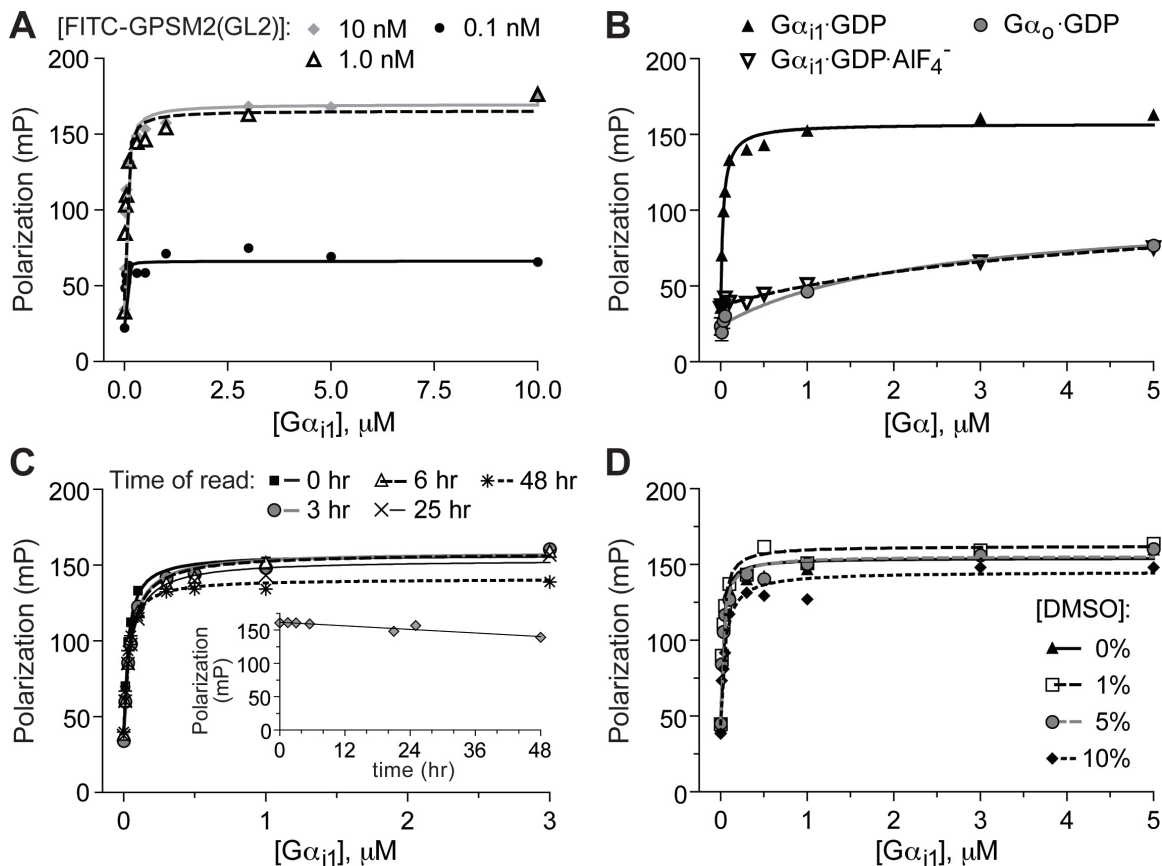 A
[FITC-GPSM2(GL2)]: 10 nM 0.1 nM
1.0 nM
200
150
100
50
0
Polarization (mP)
0.0 2.5 5.0 7.5 10.0
[Gαi1], μM
B
Gαi1·GDP Gαo·GDP
Gαi1·GDP·AlF4-
200
150
100
50
0
Polarization (mP)
0 1 2 3 4 5
[Gα], μM
C
Time of read: 0 hr 6 hr 48 hr
3 hr 25 hr
200
150
100
50
0
Polarization (mP)
0 1 2 3
[Gαi1], μM
150
100
50
0
Polarization
(mP)
0 12 24 36 48
time (hr)
D
200
150
100
50
0
Polarization (mP)
[DMSO]:
0%
1%
5%
10%
0 1 2 3 4 5
[Gαi1], μM